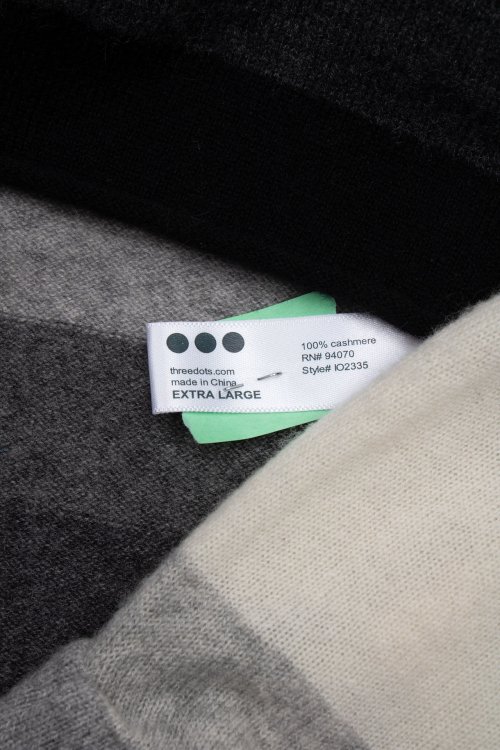 threedots.com
made in China
EXTRA LARGE
100% cashmere
RN# 94070
Style# IO2335